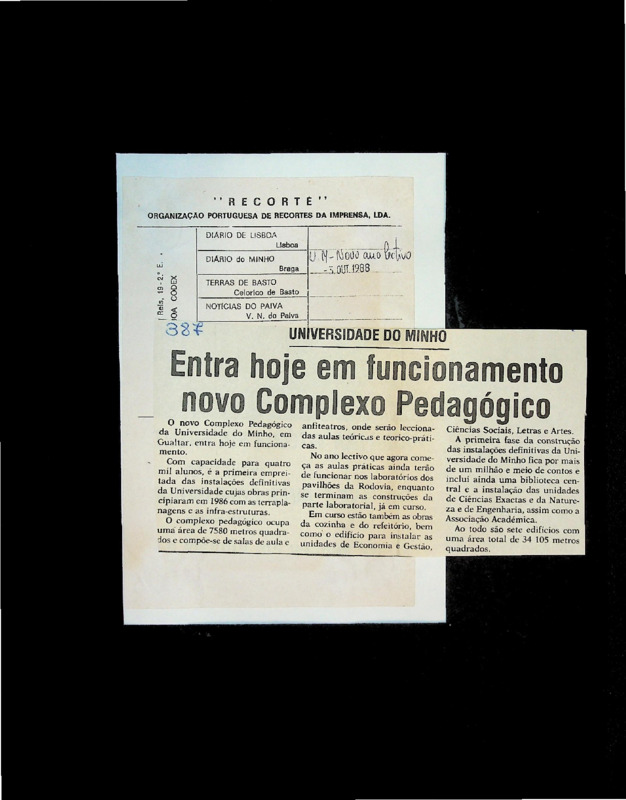 "RECORTE"
ORGANIZAÇÃO PORTUGUESA DE RECORTES DA IMPRENSA, LDA.
Reis, 19-2.º E.
OA CODEX
DIÁRIO DE LISBOA
Lisboa
DIÁRIO do MINHO
Braga
TERRAS DE BASTO
Celorico de Basto
NOTÍCIAS DO PAIVA
V. N. de Paiva
U.M - Novo ano lectivo
-3. OUT. 1988
387
UNIVERSIDADE DO MINHO
Entra hoje em funcionamento
novo Complexo Pedagógico
O novo Complexo Pedagógico
da Universidade do Minho, em
Gualtar, entra hoje em funciona-
mento.
Com capacidade para quatro
mil alunos, é a primeira emprei-
tada das instalações definitivas
da Universidade cujas obras prin-
cipiaram em 1986 com as terrapla-
nagens e as infra-estruturas.
O complexo pedagógico ocupa
uma área de 7580 metros quadra-
dos e compõe-se de salas de aula e
anfiteatros, onde serão lecciona-
das aulas teóricas e teorico-práti-
cas.
No ano lectivo que agora come-
ça as aulas práticas ainda terão
de funcionar nos laboratórios dos
pavilhões da Rodovia, enquanto
se terminam as construções da
parte laboratorial, já em curso.
Em curso estão também as obras
da cozinha e do refeitório, bem
como o edifício para instalar as
unidades de Economia e Gestão,
Ciências Sociais, Letras e Artes.
A primeira fase da construção
das instalações definitivas da Uni-
versidade do Minho fica por mais
de um milhão e meio de contos e
inclui ainda uma biblioteca cen-
tral e a instalação das unidades
de Ciências Exactas e da Nature-
za e de Engenharia, assim como a
Associação Académica.
Ao todo são sete edifícios com
uma área total de 34 105 metros
quadrados.